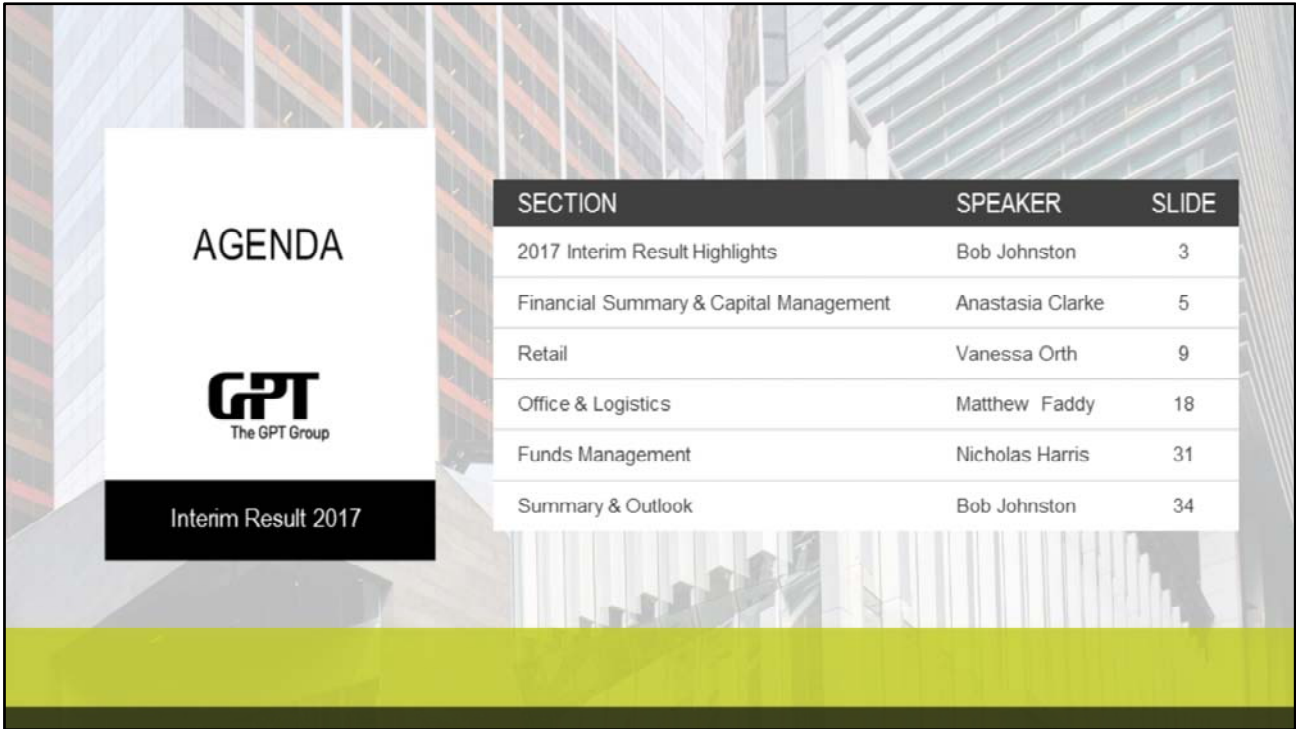 AGENDA
GPT
The GPT Group
Interim Result 2017
SECTION SPEAKER SLIDE
2017 Interim Result Highlights Bob Johnston 3
Financial Summary & Capital Management Anastasia Clarke 5
Retail Vanessa Orth 9
Office & Logistics Matthew Faddy 18
Funds Management Nicholas Harris 31
Summary & Outlook Bob Johnston 34